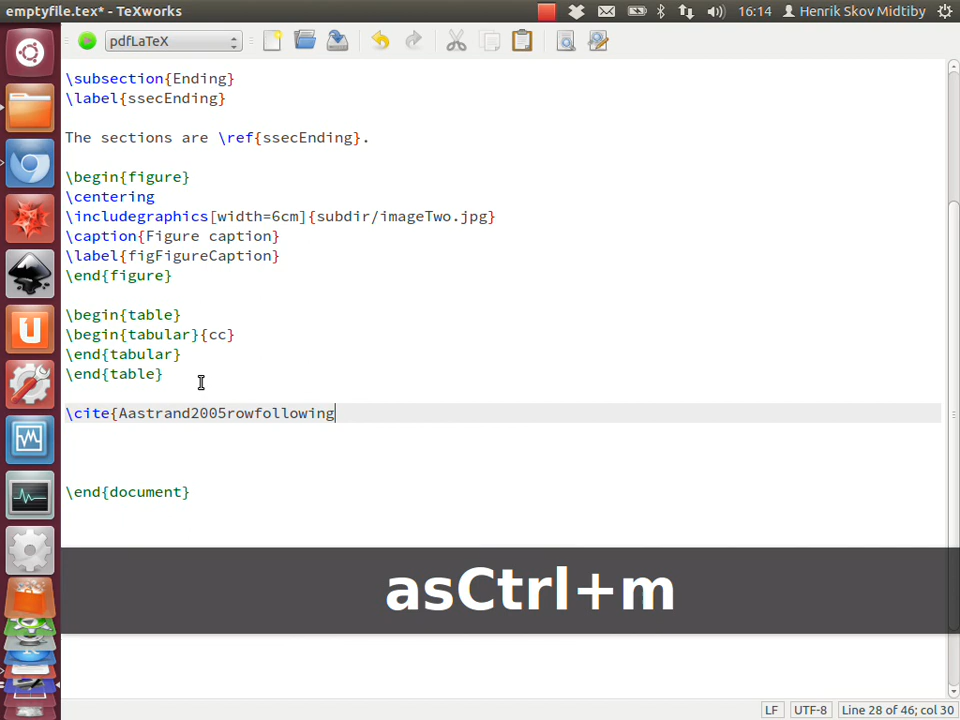 emptyfile.tex* - TeXworks
16:14
Henrik Skov Midtiby
pdfLaTeX
\subsection{Ending}
\label{ssecEnding}
The sections are \ref{ssecEnding}.
\begin{figure}
\centering
\includegraphics[width=6cm]{subdir/imageTwo.jpg}
\caption{Figure caption}
\label{figFigureCaption}
\end{figure}
\begin{table}
\begin{tabular}{cc}
\end{tabular}
\end{table}
\cite{Aastrand2005rowfollowing
\end{document}
asCtrl+m
LF
UTF-8
Line 28 of 46; col 30